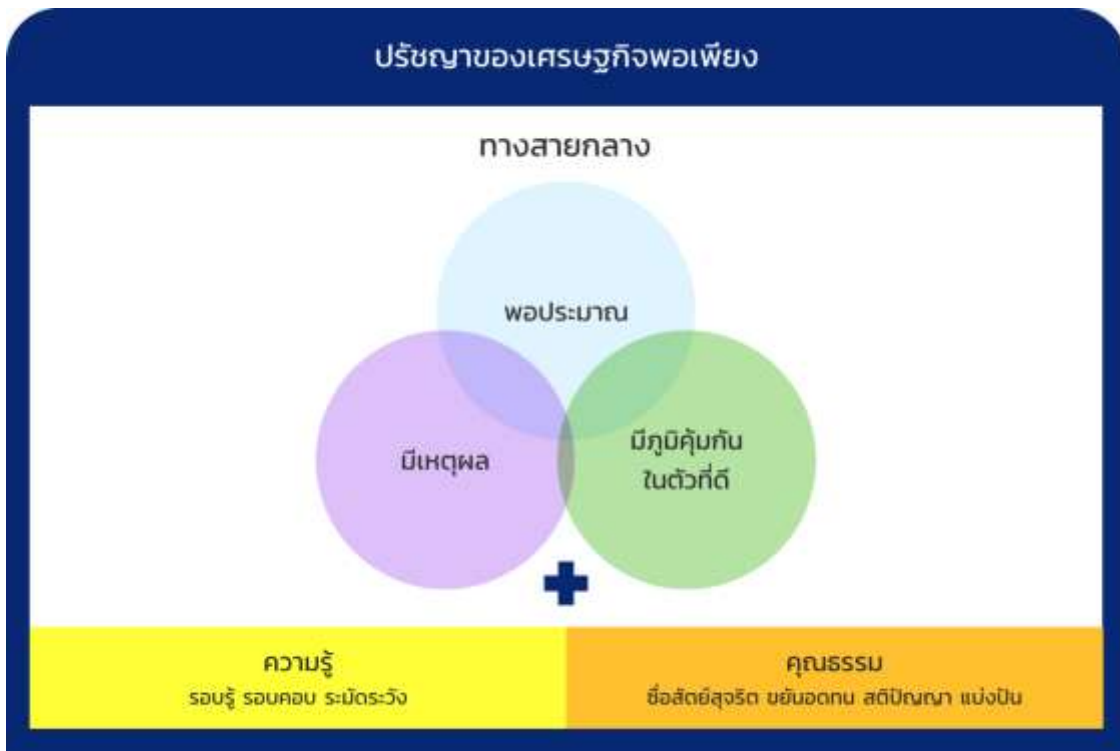 ปรัชญาของเศรษฐกิจพอเพียง
ทางสายกลาง
พอประมาณ
มีเหตุผล
มีภูมิคุ้มกัน
ในตัวที่ดี
ความรู้
รอบรู้ รอบคอบ ระมัดระวัง
คุณธรรม
ซื่อสัตย์สุจริต ขยันอดทน สติปัญญา แบ่งปัน